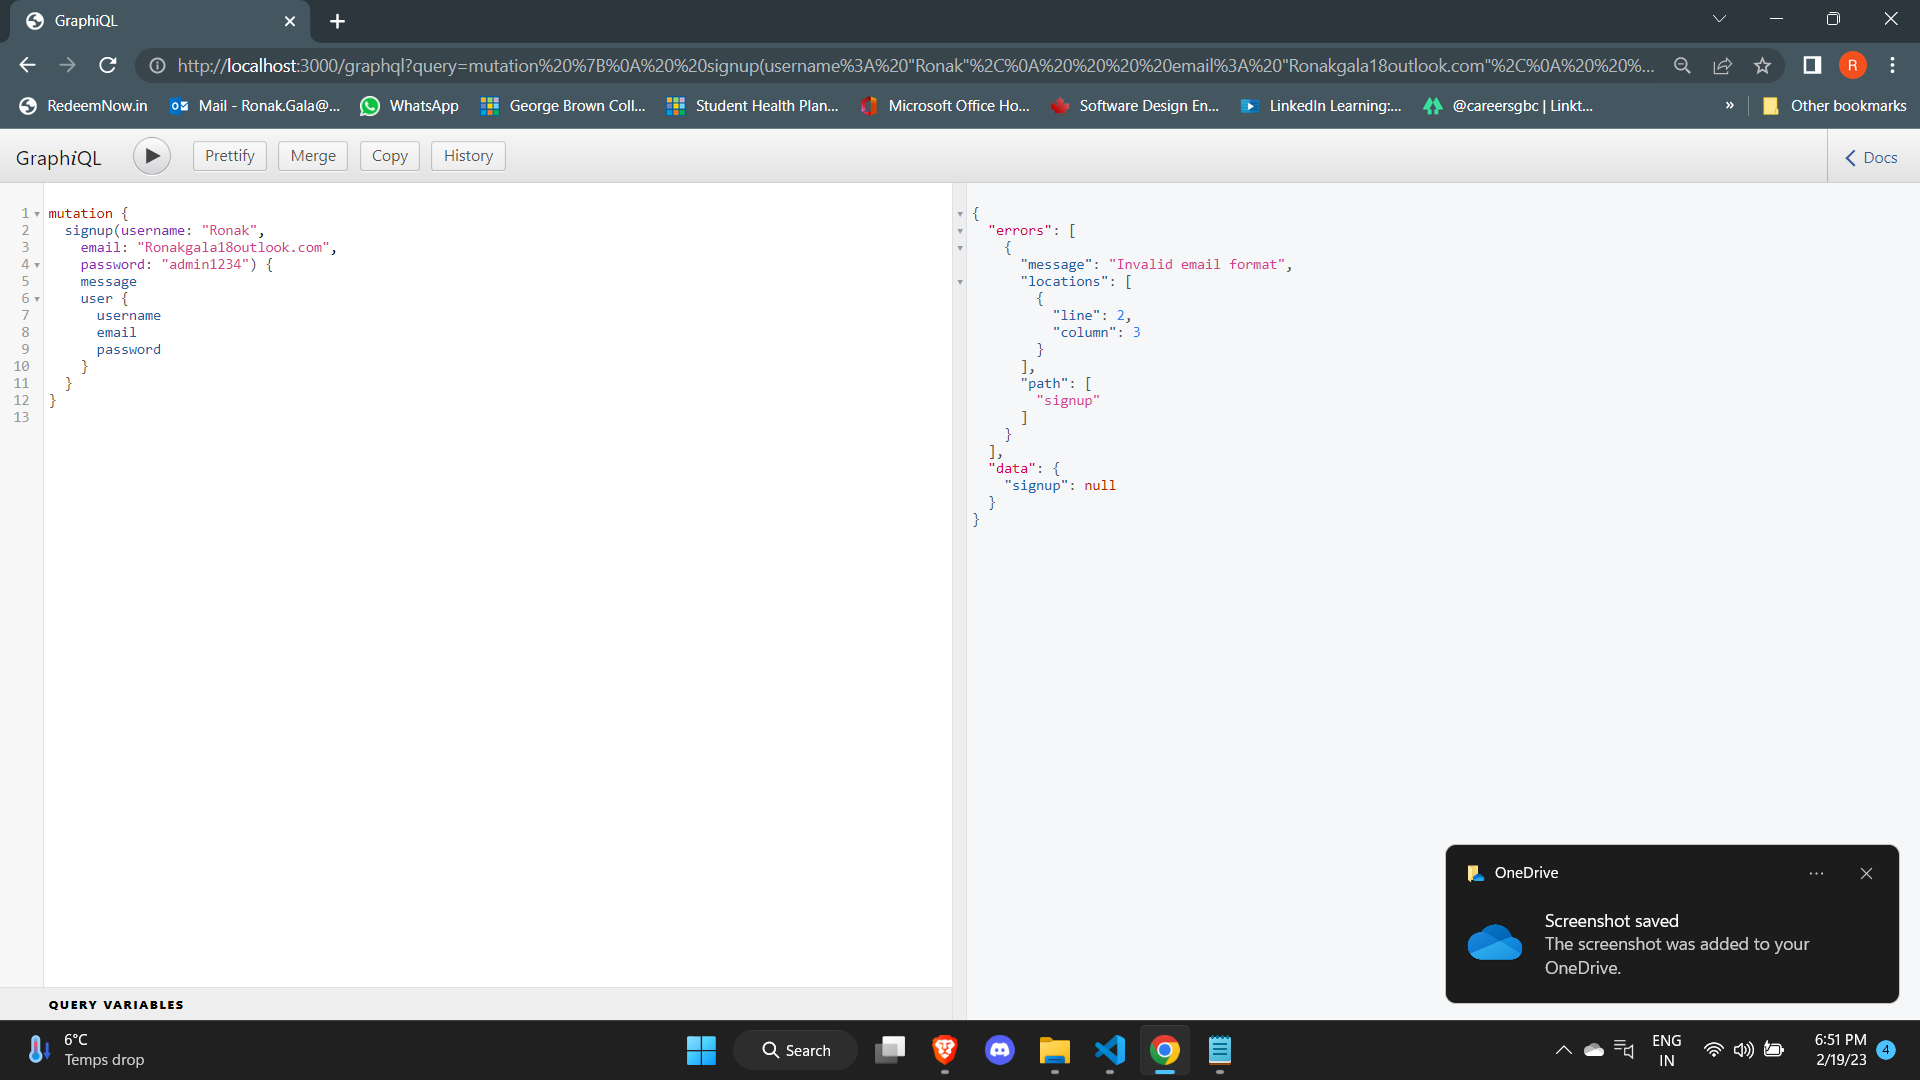 GraphiQL
http://localhost:3000/graphql?query=mutation%20%7B%0A%20%20signup(username%3A%20"Ronak"%2C%0A%20%20%20%20email%3A%20"Ronakgala18outlook.com"%2C%0A%20%20%...
RedeemNow.in
Mail - Ronak.Gala@...
WhatsApp
George Brown Coll...
Student Health Plan...
Microsoft Office Ho...
Software Design En...
LinkedIn Learning:...
@careersgbc | Linkt...
»
Other bookmarks
R
GraphiQL
Prettify
Merge
Copy
History
Docs
1 mutation {
2 signup(username: "Ronak",
3 email: "Ronakgala18outlook.com",
4 password: "admin1234") {
5 message
6 user {
7 username
8 email
9 password
10 }
11 }
12 }
13
{
"errors": [
{
"message": "Invalid email format",
"locations": [
{
"line": 2,
"column": 3
}
],
"path": [
"signup"
]
}
],
"data": {
"signup": null
}
}
QUERY VARIABLES
OneDrive
Screenshot saved
The screenshot was added to your
OneDrive.
6°C
Temps drop
Search
ENG
IN
6:51 PM
2/19/23
4